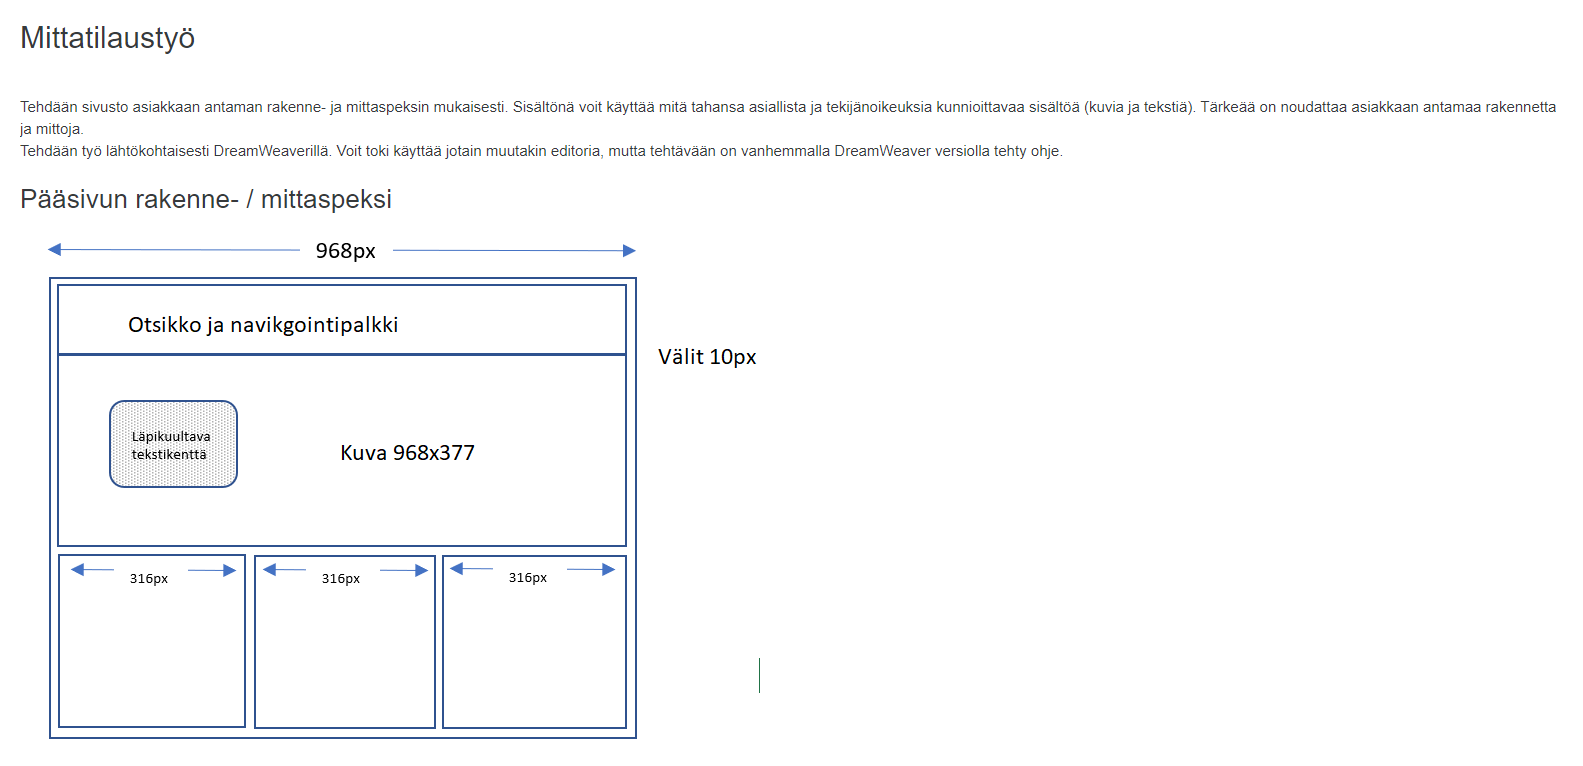 Mittatilaustyö
Tehdään sivusto asiakkaan antaman rakenne- ja mittaspeksin mukaisesti. Sisältönä voit käyttää mitä tahansa asiallista ja tekijänoikeuksia kunnioittavaa sisältöä (kuvia ja tekstiä). Tärkeää on noudattaa asiakkaan antamaa rakennetta
ja mittoja.
Tehdään työ lähtökohtaisesti DreamWeaverillä. Voit toki käyttää jotain muutakin editoria, mutta tehtävään on vanhemmalla DreamWeaver versiolla tehty ohje.
Pääsivun rakenne- / mittaspeksi
968px
Otsikko ja navikgointipalkki
Välit 10px
Läpikuultava
tekstikenttä
Kuva 968x377
316px
316px
316px